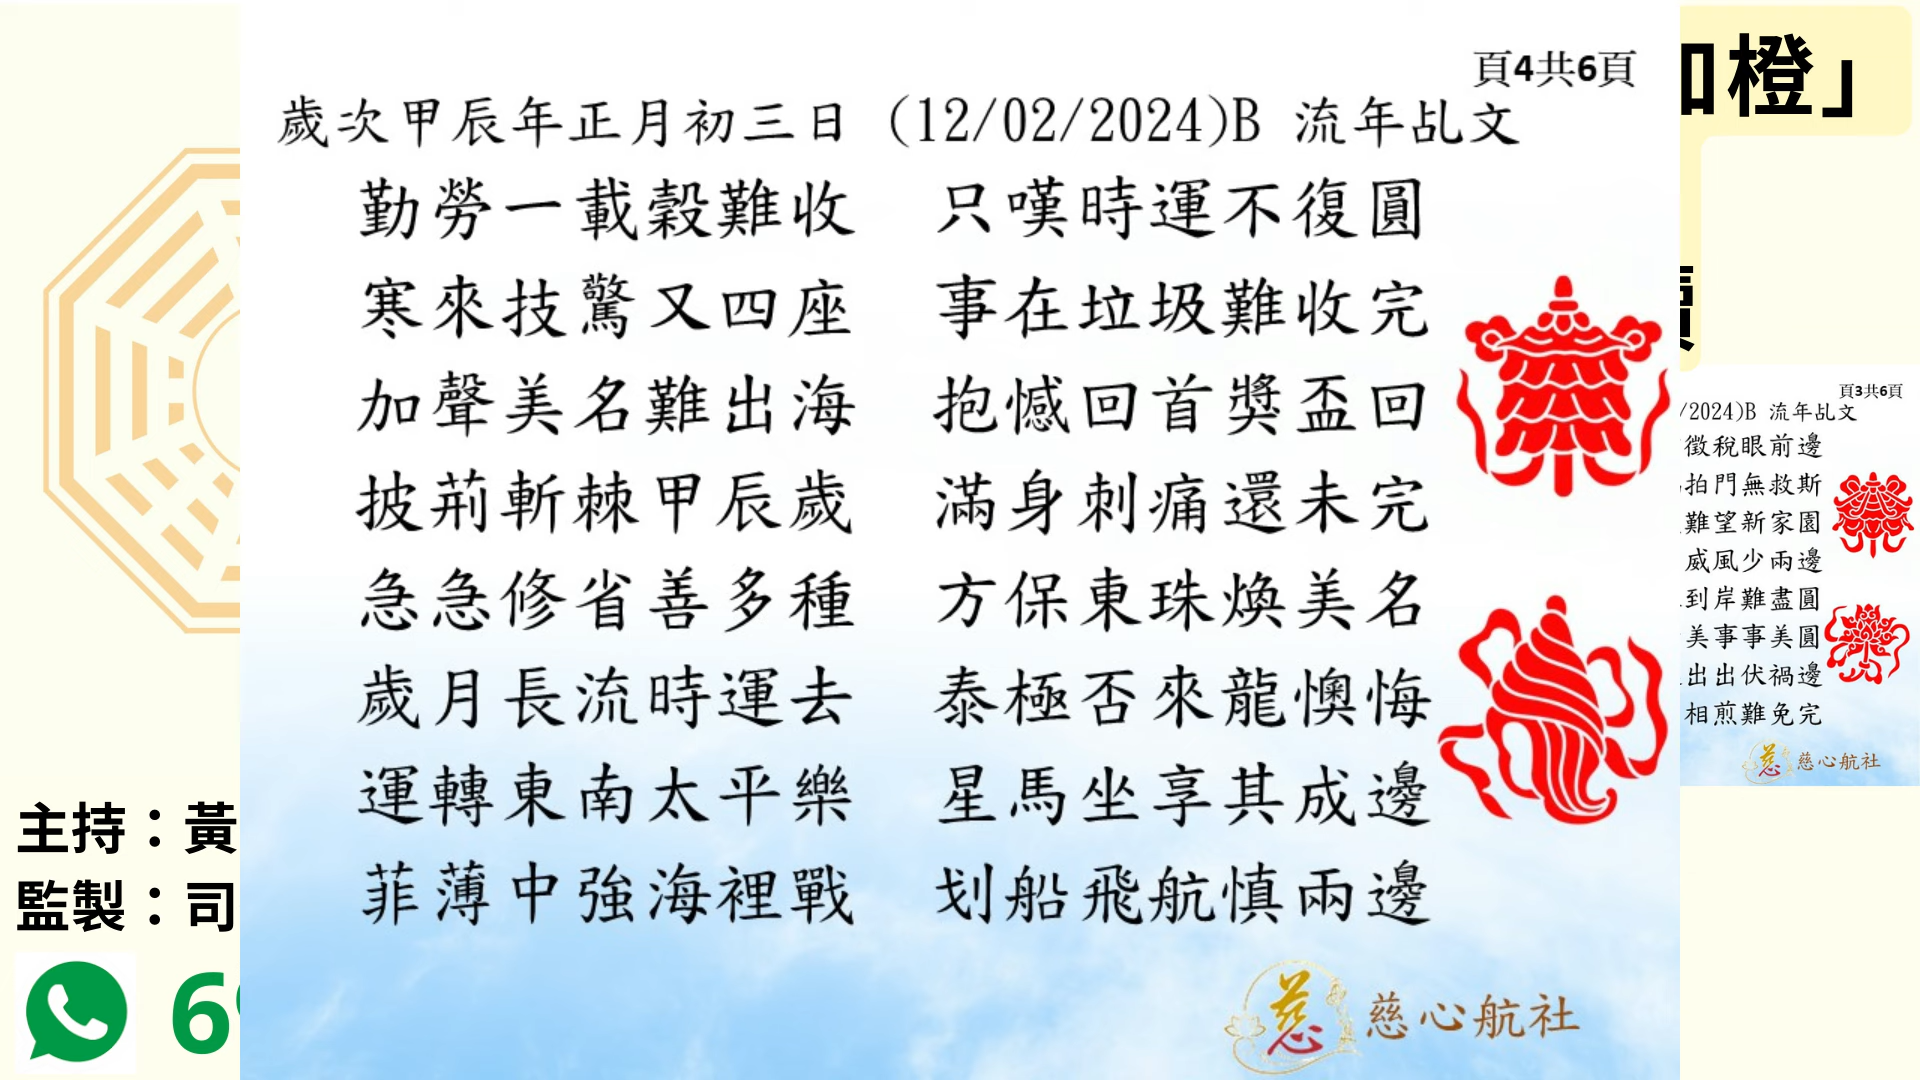 頁4共6頁
歲次甲辰年正月初三日 (12/02/2024)B 流年乩文
勤勞一載穀難收 只嘆時運不復圓
寒來技驚又四座 事在垃圾難收完
加聲美名難出海 抱憾回首獎盃回
披荊斬棘甲辰歲 滿身刺痛還未完
急急修省善多種 方保東珠煥美名
歲月長流時運去 泰極否來龍懊悔
運轉東南太平樂 星馬坐享其成邊
菲薄中強海裡戰 划船飛航慎兩邊
慈 慈心航社
橙」
頁3共6頁
/2024)B 流年乩文
徵稅眼前邊
拍門無救斯
難望新家園
威風少兩邊
到岸難盡圓
美事事美圓
出出伏禍邊
相煎難免完
慈 慈心航社
主持：黃
監製：司
6